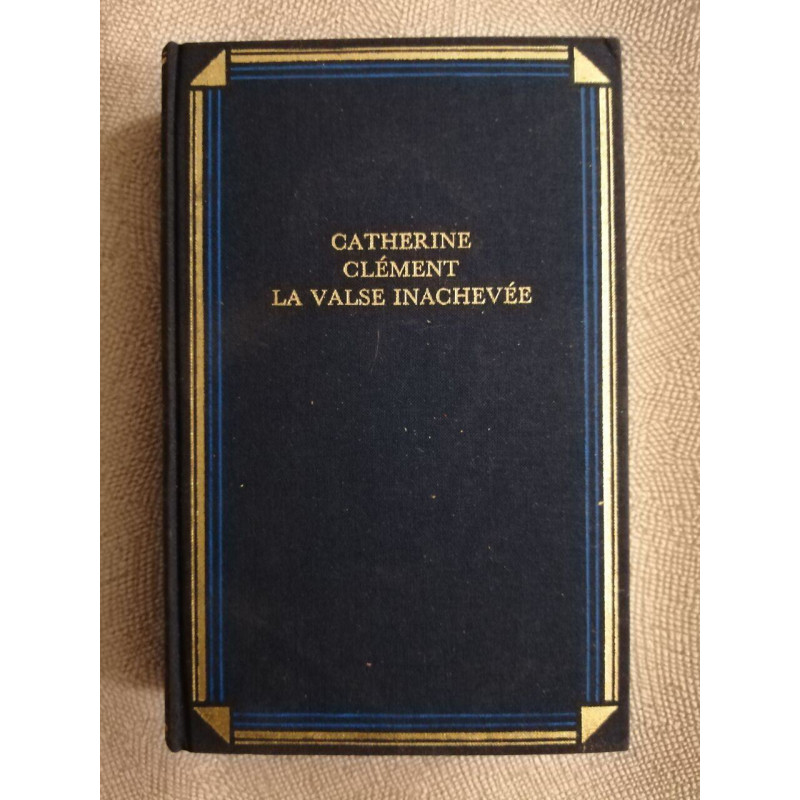 CATHERINE
CLÉMENT
LA VALSE INACHEVÉE